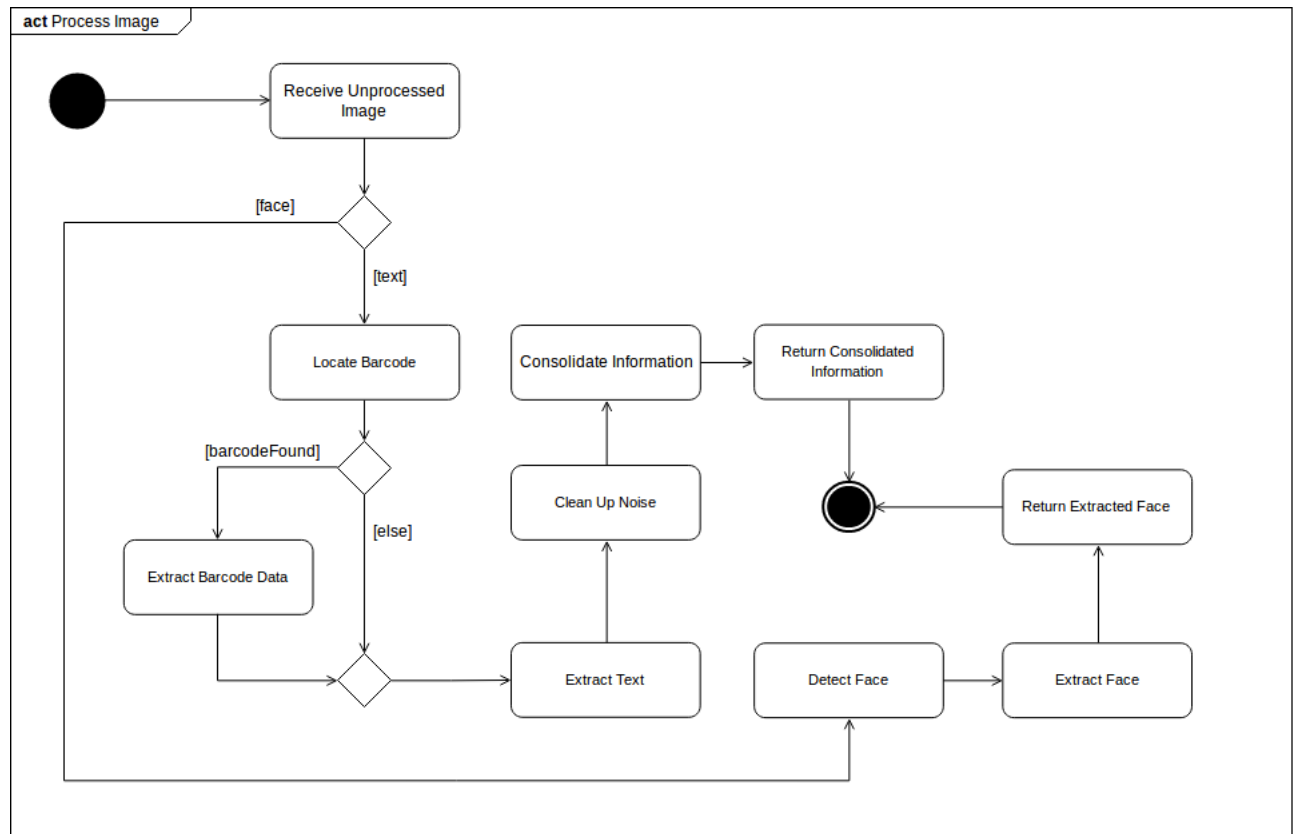 act Process Image
Receive Unprocessed
Image
[face]
[text]
Locate Barcode
Consolidate Information
Return Consolidated
Information
[barcodeFound]
[else]
Clean Up Noise
Return Extracted Face
Extract Barcode Data
Extract Text
Detect Face
Extract Face